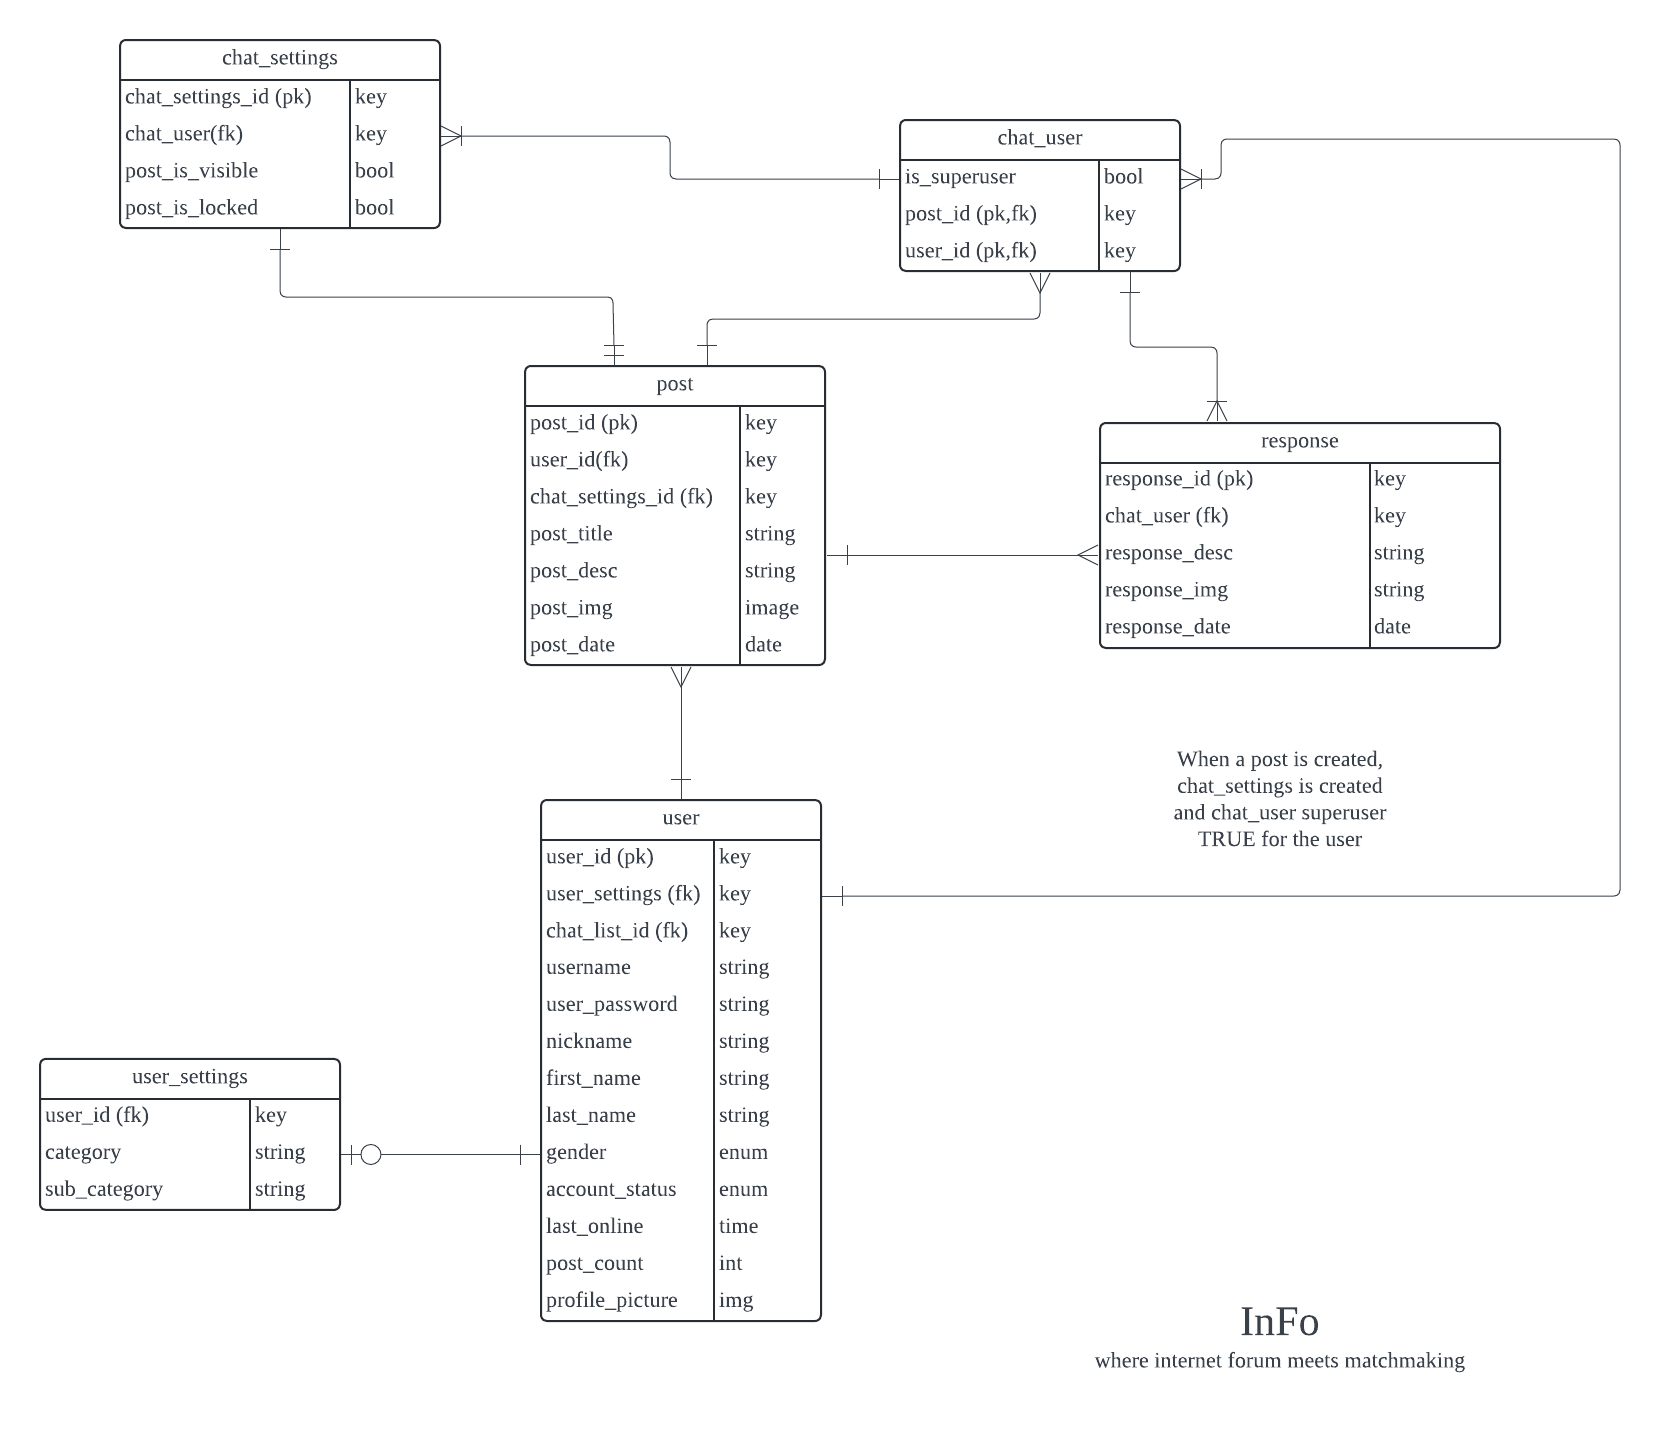 chat_settings
chat_settings_id (pk) key
chat_user(fk) key
post_is_visible bool
post_is_locked bool
chat_user
is_superuser bool
post_id (pk,fk) key
user_id (pk,fk) key
post
post_id (pk) key
user_id(fk) key
chat_settings_id (fk) key
post_title string
post_desc string
post_img image
post_date date
response
response_id (pk) key
chat_user (fk) key
response_desc string
response_img string
response_date date
When a post is created,
chat_settings is created
and chat_user superuser
TRUE for the user
user
user_id (pk) key
user_settings (fk) key
chat_list_id (fk) key
username string
user_password string
nickname string
first_name string
last_name string
gender enum
account_status enum
last_online time
post_count int
profile_picture img
user_settings
user_id (fk) key
category string
sub_category string
InFo
where internet forum meets matchmaking